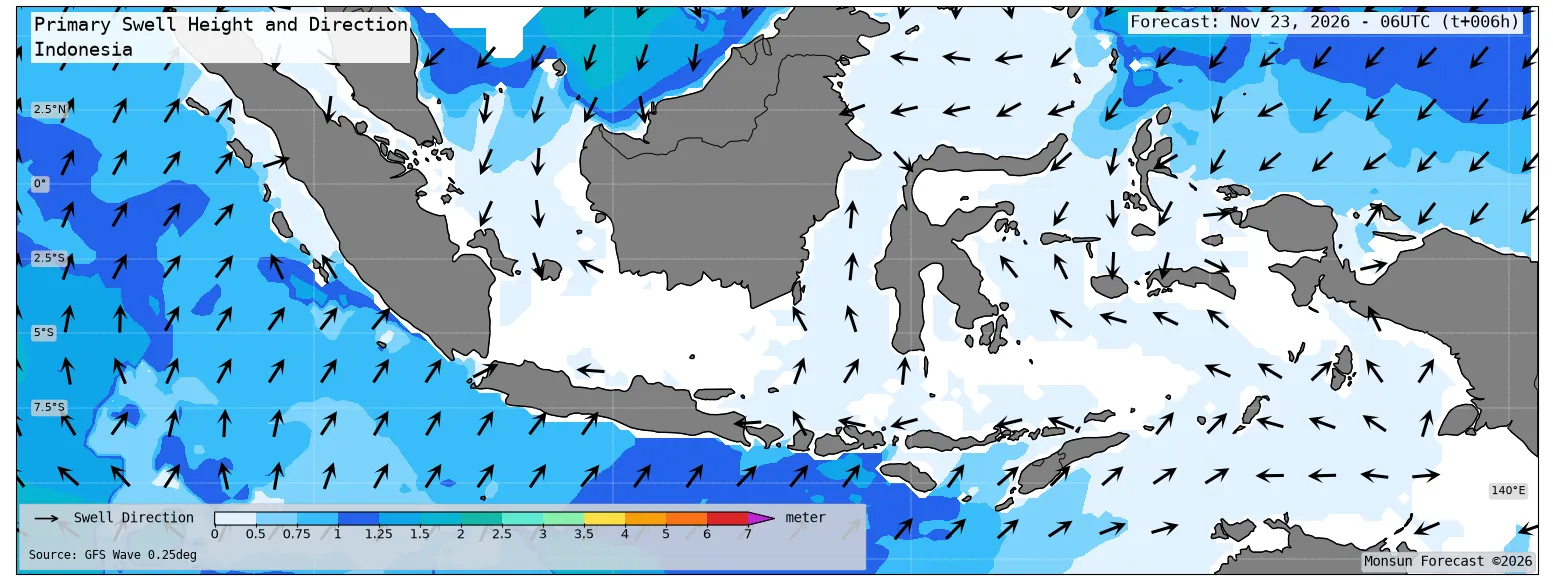 Primary Swell Height and Direction
Indonesia
Forecast: Nov 23, 2026 - 06UTC (t+006h)
2.5°N
0°
2.5°S
5°S
7.5°S
140°E
Swell Direction
0 0.5 0.75 1 1.25 1.5 2 2.5 3 3.5 4 5 6 7
meter
Source: GFS Wave 0.25deg
Monsun Forecast ©2026